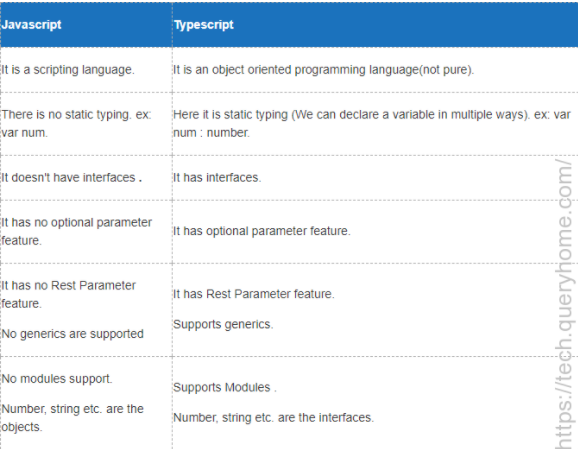 Javascript
Typescript
It is a scripting language.
It is an object oriented programming language(not pure).
There is no static typing. ex:
var num.
Here it is static typing (We can declare a variable in multiple ways). ex: var
num : number.
It doesn't have interfaces .
It has interfaces.
It has no optional parameter
feature.
It has optional parameter feature.
It has no Rest Parameter
feature.
No generics are supported
It has Rest Parameter feature.
Supports generics.
No modules support.
Number, string etc. are the
objects.
Supports Modules .
Number, string etc. are the interfaces.
https://tech.queryhome.com/